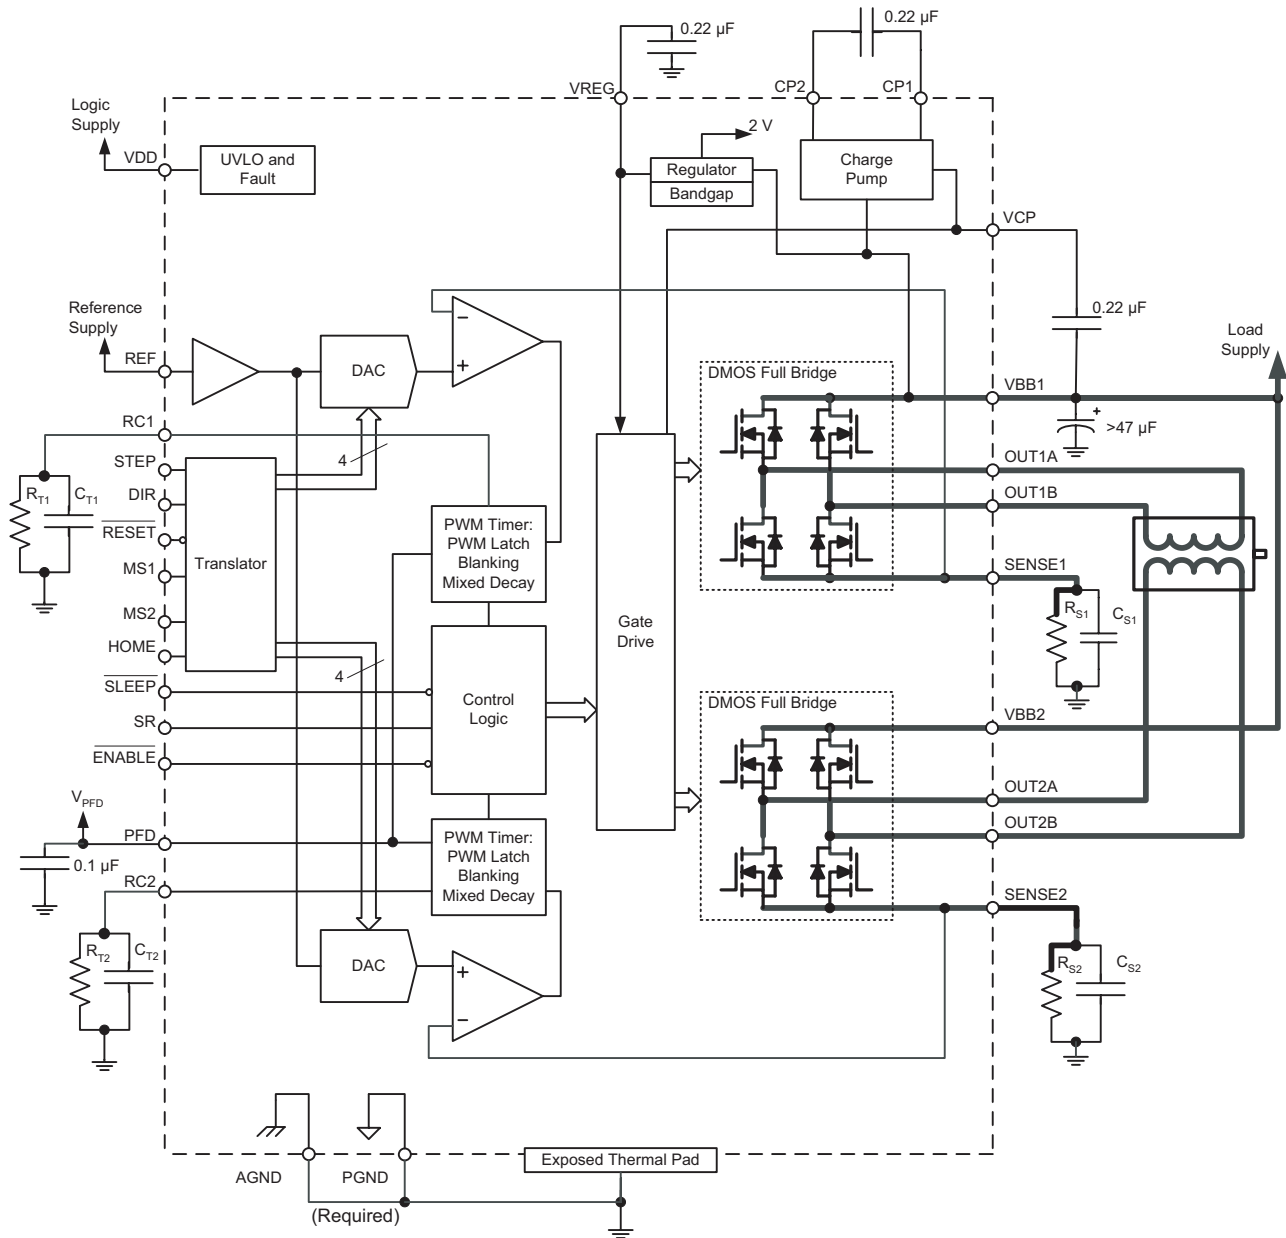 0.22 µF
0.22 µF
VREG
CP2
CP1
Logic
Supply
VDD
UVLO and
Fault
2 V
Regulator
Bandgap
Charge
Pump
VCP
Reference
Supply
REF
DAC
−
+
0.22 µF
Load
Supply
DMOS Full Bridge
VBB1
+
>47 µF
RC1
4
STEP
DIR
RESET
MS1
MS2
HOME
Translator
RT1
CT1
OUT1A
OUT1B
SENSE1
RS1
CS1
PWM Timer:
PWM Latch
Blanking
Mixed Decay
Gate
Drive
4
SLEEP
SR
ENABLE
Control
Logic
DMOS Full Bridge
VBB2
OUT2A
OUT2B
SENSE2
RS2
CS2
VPFD
PFD
0.1 µF
RC2
PWM Timer:
PWM Latch
Blanking
Mixed Decay
RT2
CT2
DAC
+
−
AGND
PGND
Exposed Thermal Pad
(Required)